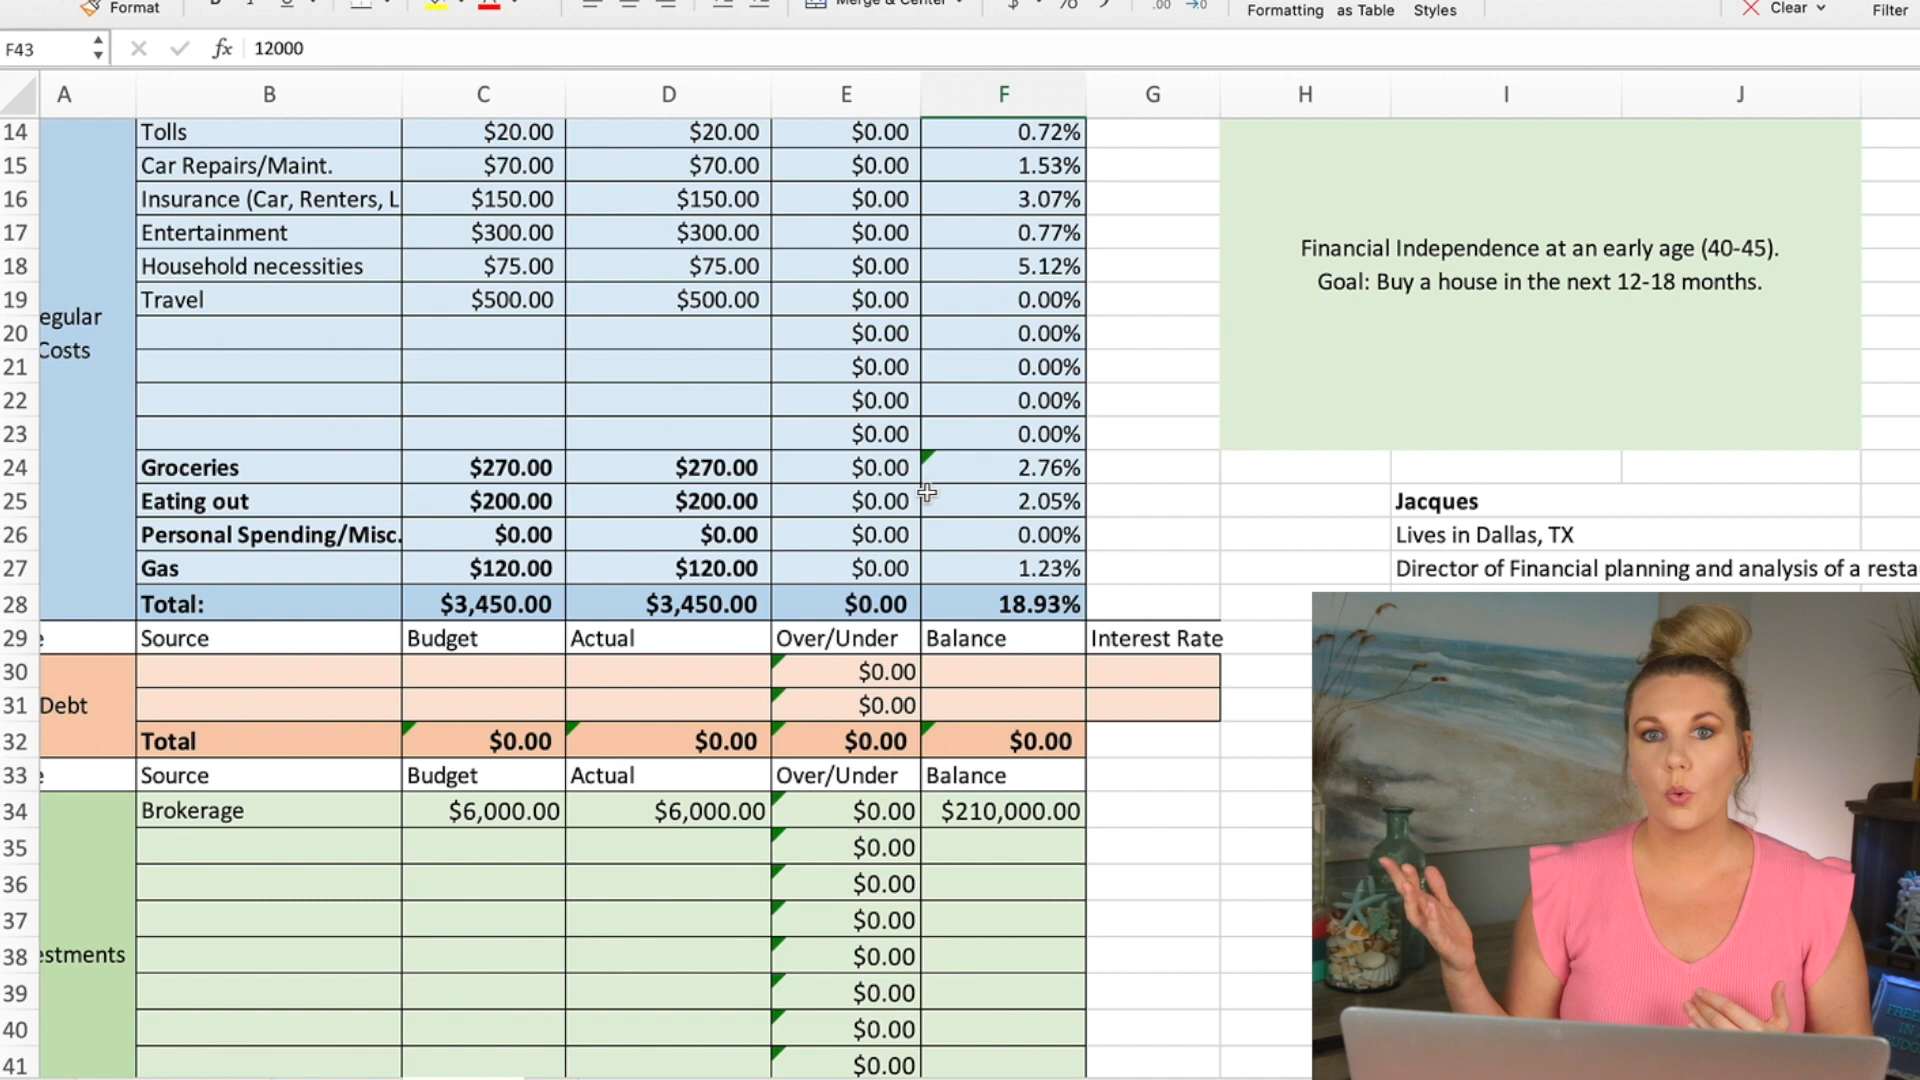 Format
Merge & Center
$
%
.00
Formatting
as Table
Styles
Clear
Filter
F43
fx
12000
A B C D E F G H I J
14 Tolls $20.00 $20.00 $0.00 0.72%
15 Car Repairs/Maint. $70.00 $70.00 $0.00 1.53%
16 Insurance (Car, Renters, L $150.00 $150.00 $0.00 3.07%
17 Entertainment $300.00 $300.00 $0.00 0.77%
18 Household necessities $75.00 $75.00 $0.00 5.12%
19 Travel $500.00 $500.00 $0.00 0.00%
egular
Costs
20 $0.00 0.00%
21 $0.00 0.00%
22 $0.00 0.00%
23 $0.00 0.00%
24 Groceries $270.00 $270.00 $0.00 2.76%
25 Eating out $200.00 $200.00 $0.00 2.05%
26 Personal Spending/Misc. $0.00 $0.00 $0.00 0.00%
27 Gas $120.00 $120.00 $0.00 1.23%
28 Total: $3,450.00 $3,450.00 $0.00 18.93%
Financial Independence at an early age (40-45).
Goal: Buy a house in the next 12-18 months.
Jacques
Lives in Dallas, TX
Director of Financial planning and analysis of a resta
29 Source Budget Actual Over/Under Balance Interest Rate
30 $0.00
31 Debt $0.00
32 Total $0.00 $0.00 $0.00 $0.00
33 Source Budget Actual Over/Under Balance
34 Brokerage $6,000.00 $6,000.00 $0.00 $210,000.00
35 $0.00
36 $0.00
37 $0.00
38 estments $0.00
39 $0.00
40 $0.00
41 $0.00